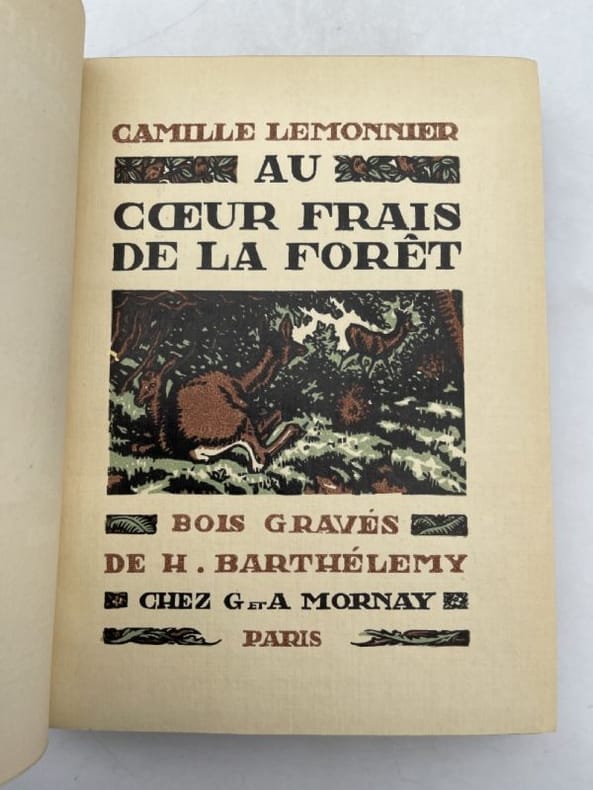 CAMILLE LEMONNIER
AU
CŒUR FRAIS
DE LA FORÊT
BOIS GRAVÉS
DE H. BARTHÉLEMY
CHEZ G ET A MORNAY
PARIS